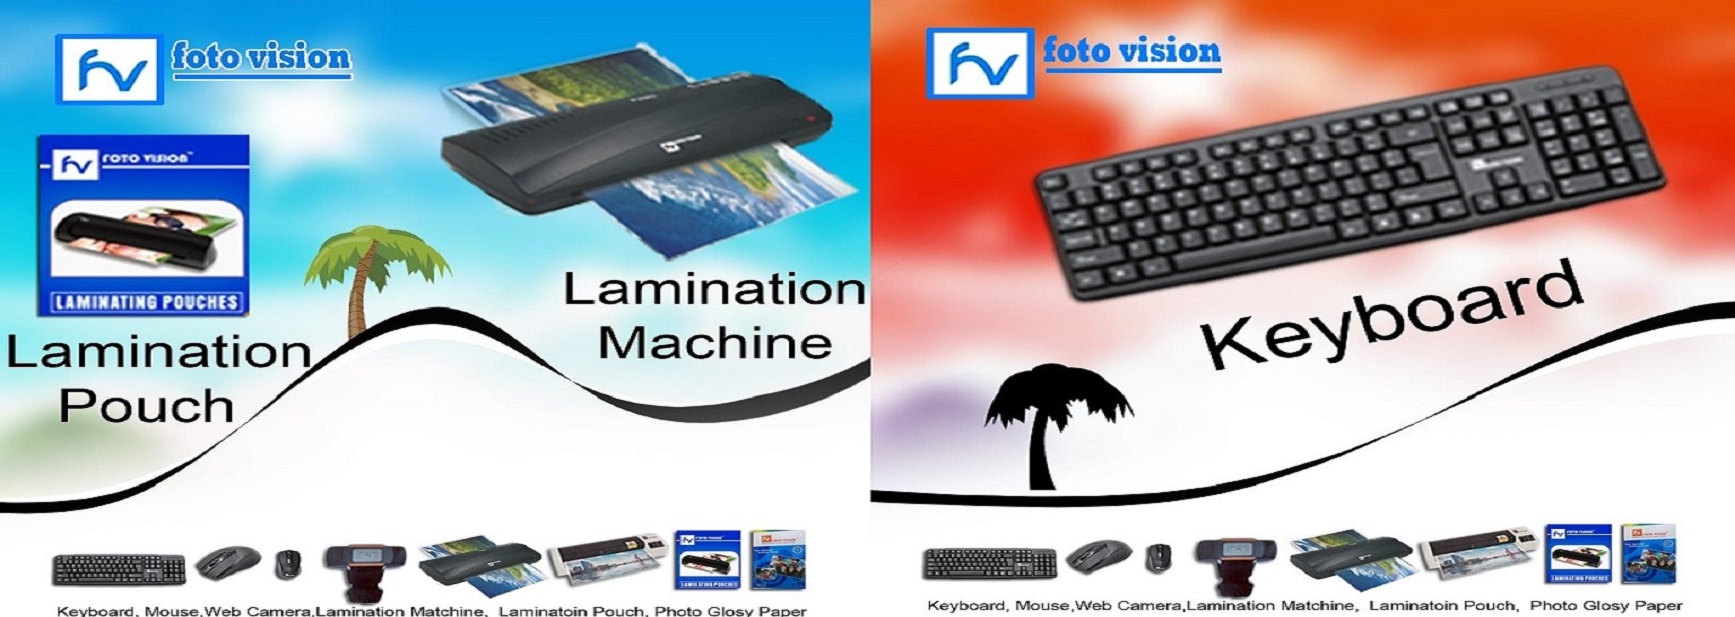 fv foto vision
fv FOTO VISION™
LAMINATING POUCHES
Lamination
Pouch
Lamination
Machine
Keyboard, Mouse,Web Camera,Lamination Matchine, Laminatoin Pouch, Photo Glosy Paper
fv foto vision
Keyboard
Keyboard, Mouse,Web Camera,Lamination Matchine, Laminatoin Pouch, Photo Glosy Paper